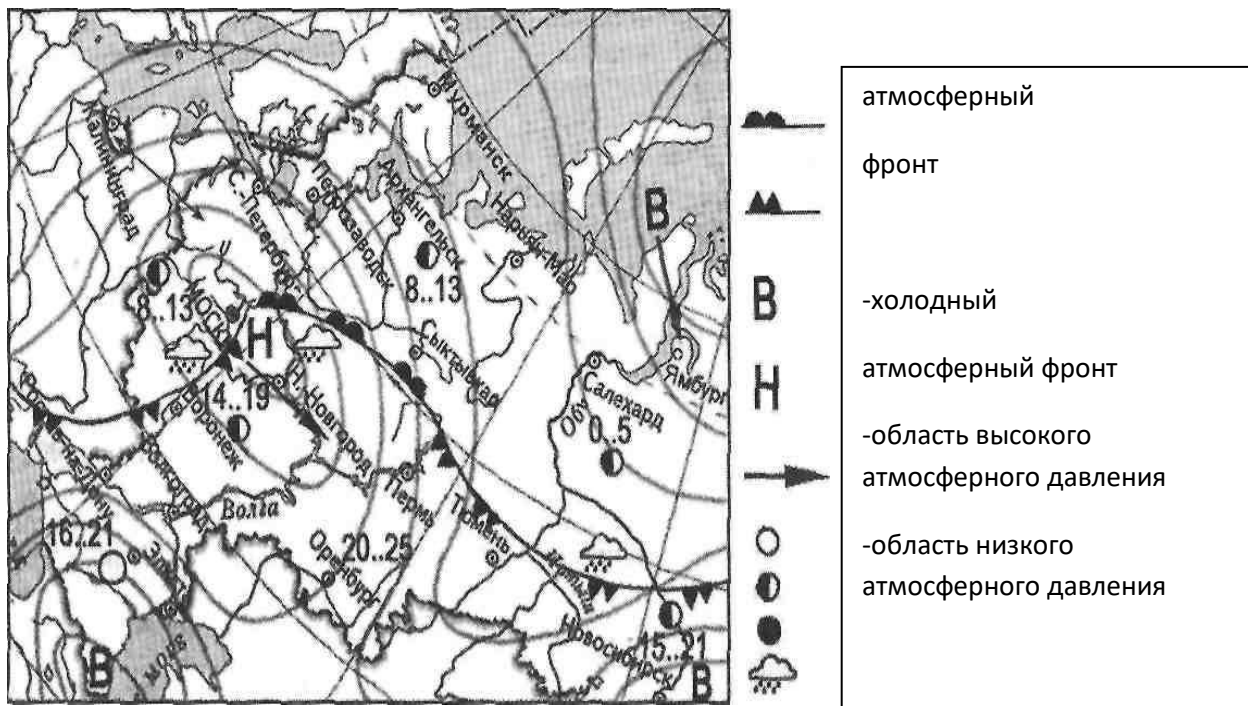 Мурманск
Калининград
С.-Петербург
Петрозаводск
Архангельск
Нарьян-Мар
В
8..13
8..13
Москва
Н
Сыктывкар
Ямбург
Салехард
Обь
0..5
14..19
Воронеж
Н.Новгород
Пермь
Волга
Тюмень
16..21
Оренбург
20..25
Новосибирск
15..21
море
В
В
В
Н
атмосферный
фронт
-холодный
атмосферный фронт
-область высокого
атмосферного давления
-область низкого
атмосферного давления